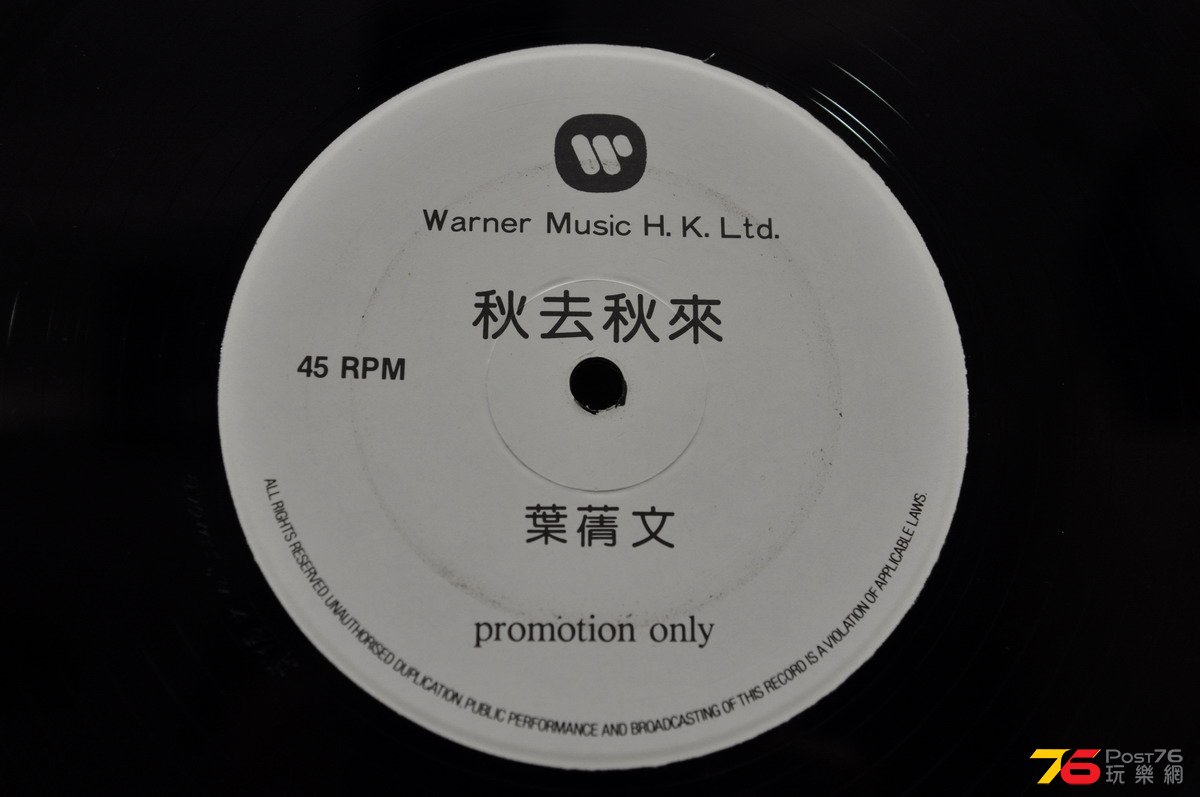 Warner Music H. K. Ltd.
秋去秋來
45 RPM
葉蒨文
promotion only
ALL RIGHTS RESERVED. UNAUTHORISED DUPLICATION. PUBLIC PERFORMANCE AND BROADCASTING OF THIS RECORD IS A VIOLATION OF APPLICABLE LAWS.
76 POST76
玩樂網